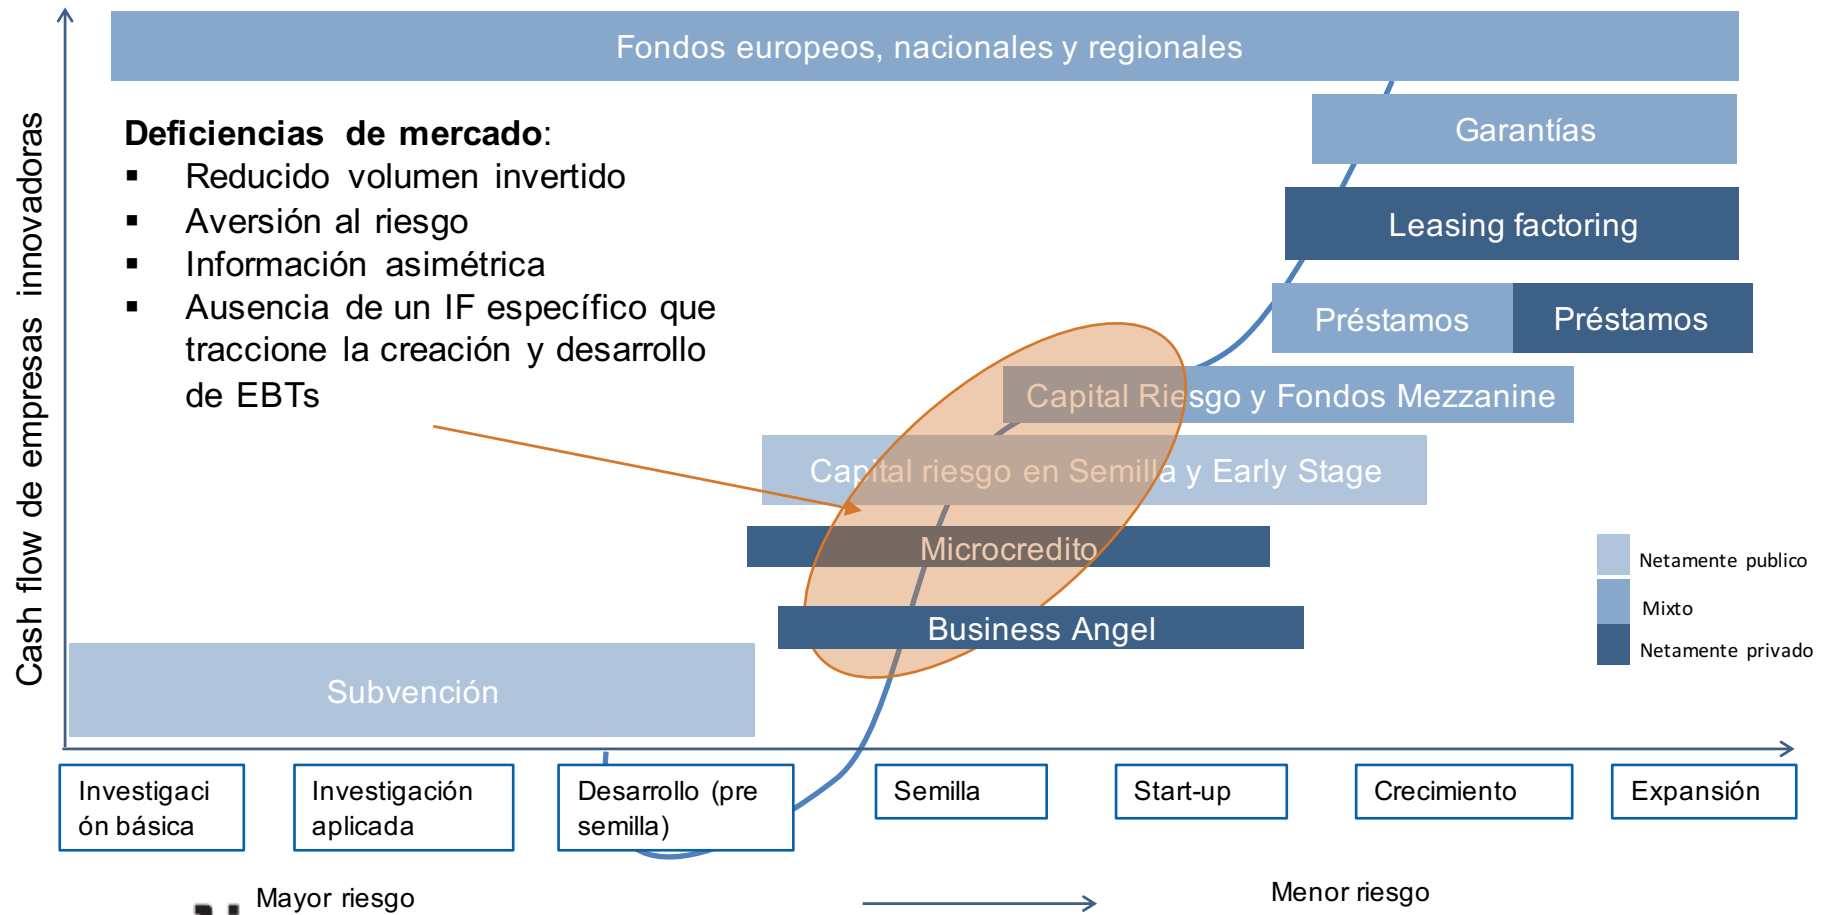 Fondos europeos, nacionales y regionales
Cash flow de empresas innovadoras
Deficiencias de mercado:
▪ Reducido volumen invertido
▪ Aversión al riesgo
▪ Información asimétrica
▪ Ausencia de un IF específico que
traccione la creación y desarrollo
de EBTs
Garantías
Leasing factoring
Préstamos
Préstamos
Capital Riesgo y Fondos Mezzanine
Capital riesgo en Semilla y Early Stage
Microcredito
Business Angel
Subvención
Netamente publico
Mixto
Netamente privado
Investigaci
ón básica
Investigación
aplicada
Desarrollo (pre
semilla)
Semilla
Start-up
Crecimiento
Expansión
Mayor riesgo
Menor riesgo